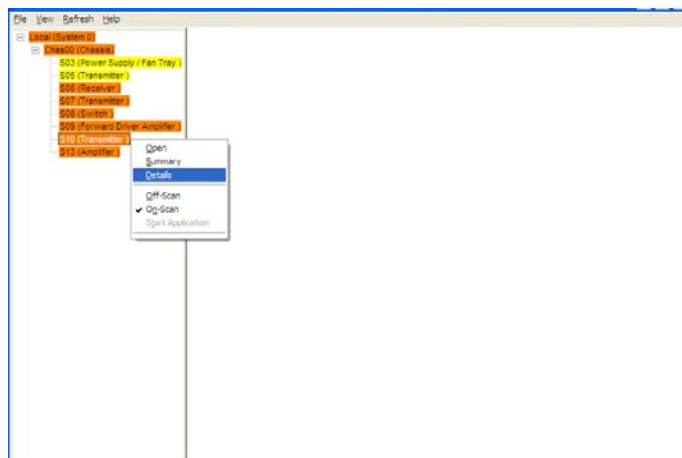 File View Refresh Help
Local (System 0)
Chas00 (Chassis)
S03 (Power Supply / Fan Tray )
S05 (Transmitter )
S06 (Receiver )
S07 (Transmitter )
S08 (Switch )
S09 (Forward Driver Amplifier )
S10 (Transmitter )
S13 (Amplifier )
Open
Summary
Details
Off-Scan
On-Scan
Start Application